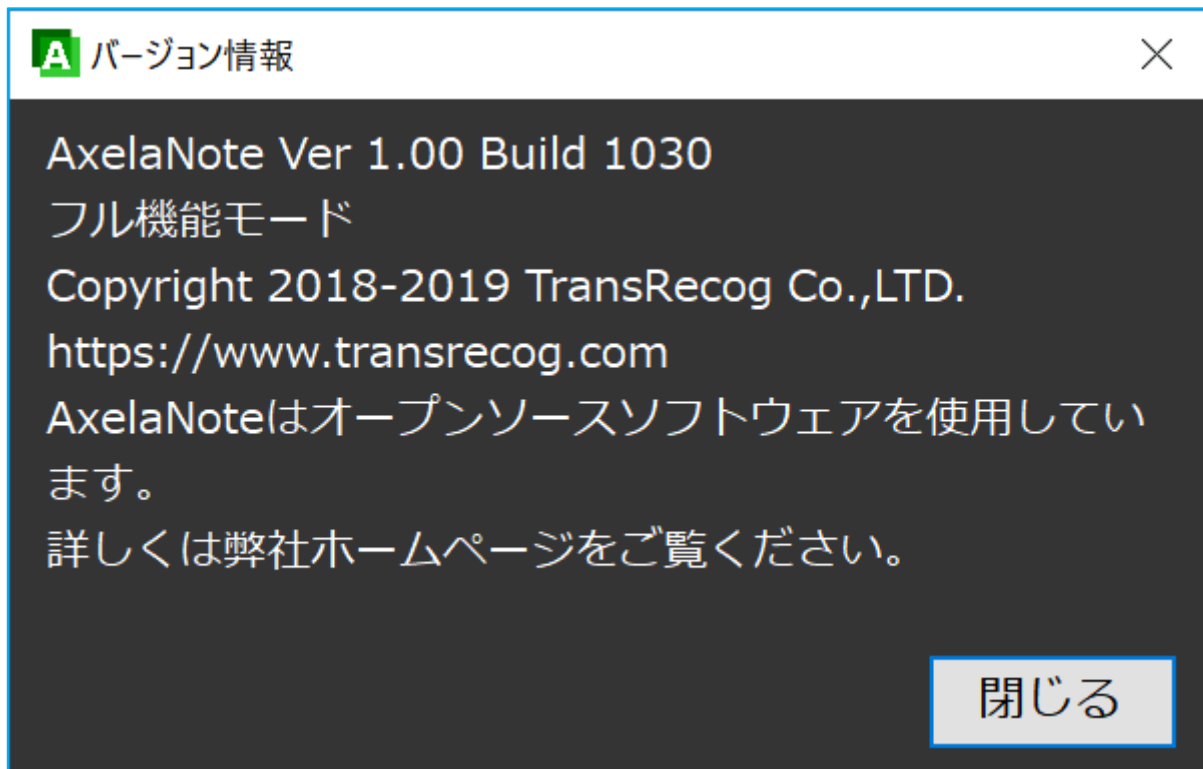 A バージョン情報
AxelaNote Ver 1.00 Build 1030
フル機能モード
Copyright 2018-2019 TransRecog Co.,LTD.
https://www.transrecog.com
AxelaNoteはオープンソースソフトウェアを使用してい
ます。
詳しくは弊社ホームページをご覧ください。
閉じる